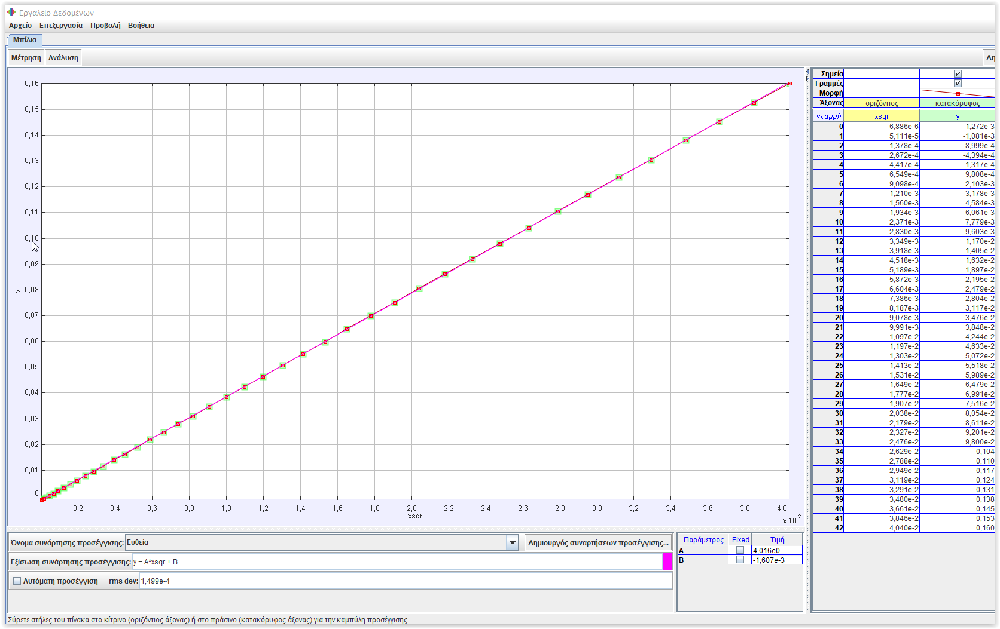 Εργαλείο Δεδομένων
Αρχείο Επεξεργασία Προβολή Βοήθεια
Μπίλια
Μέτρηση Ανάλυση Δη
0,16
0,15
0,14
0,13
0,12
0,11
0,10
0,09
0,08
0,07
0,06
0,05
0,04
0,03
0,02
0,01
0
y
0,2 0,4 0,6 0,8 1,0 1,2 1,4 1,6 1,8 2,0 2,2 2,4 2,6 2,8 3,0 3,2 3,4 3,6 3,8 4,0
xsqr
x 10-2
Σημεία
Γραμμές
Μορφή
Άξονας οριζόντιος κατακόρυφος
γραμμή xsqr y
0 6,886e-6 -1,272e-3
1 5,111e-5 -1,081e-3
2 1,378e-4 -8,999e-4
3 2,672e-4 -4,394e-4
4 4,417e-4 1,317e-4
5 6,549e-4 9,808e-4
6 9,098e-4 2,103e-3
7 1,210e-3 3,178e-3
8 1,560e-3 4,584e-3
9 1,934e-3 6,061e-3
10 2,371e-3 7,779e-3
11 2,830e-3 9,603e-3
12 3,349e-3 1,170e-2
13 3,918e-3 1,405e-2
14 4,518e-3 1,632e-2
15 5,189e-3 1,897e-2
16 5,872e-3 2,195e-2
17 6,604e-3 2,479e-2
18 7,386e-3 2,804e-2
19 8,187e-3 3,117e-2
20 9,078e-3 3,476e-2
21 9,991e-3 3,848e-2
22 1,097e-2 4,244e-2
23 1,197e-2 4,633e-2
24 1,303e-2 5,072e-2
25 1,413e-2 5,518e-2
26 1,531e-2 5,989e-2
27 1,649e-2 6,479e-2
28 1,777e-2 6,991e-2
29 1,907e-2 7,516e-2
30 2,038e-2 8,054e-2
31 2,179e-2 8,611e-2
32 2,327e-2 9,201e-2
33 2,476e-2 9,800e-2
34 2,629e-2 0,104
35 2,788e-2 0,110
36 2,949e-2 0,117
37 3,119e-2 0,124
38 3,291e-2 0,131
39 3,480e-2 0,138
40 3,661e-2 0,145
41 3,846e-2 0,153
42 4,040e-2 0,160
Όνομα συνάρτησης προσέγγισης: Ευθεία Δημιουργός συναρτήσεων προσέγγισης...
Εξίσωση συνάρτησης προσέγγισης: y = A*xsqr + B
Αυτόματη προσέγγιση rms dev: 1,499e-4
Παράμετρος Fixed Τιμή
A 4,016e0
B -1,607e-3
Σύρετε στήλες του πίνακα στο κίτρινο (οριζόντιος άξονας) ή στο πράσινο (κατακόρυφος άξονας) για την καμπύλη προσέγγισης